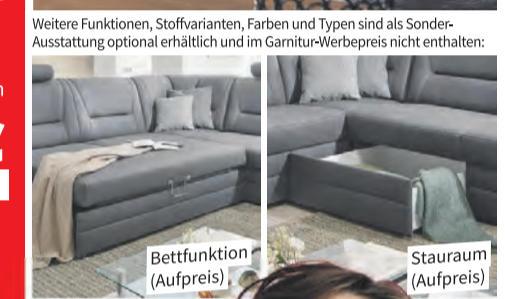 Weitere Funktionen, Stoffvarianten, Farben und Typen sind als Sonder-
Ausstattung optional erhältlich und im Garnitur-Werbepreis nicht enthalten:
Bettfunktion
(Aufpreis)
Stauraum
(Aufpreis)